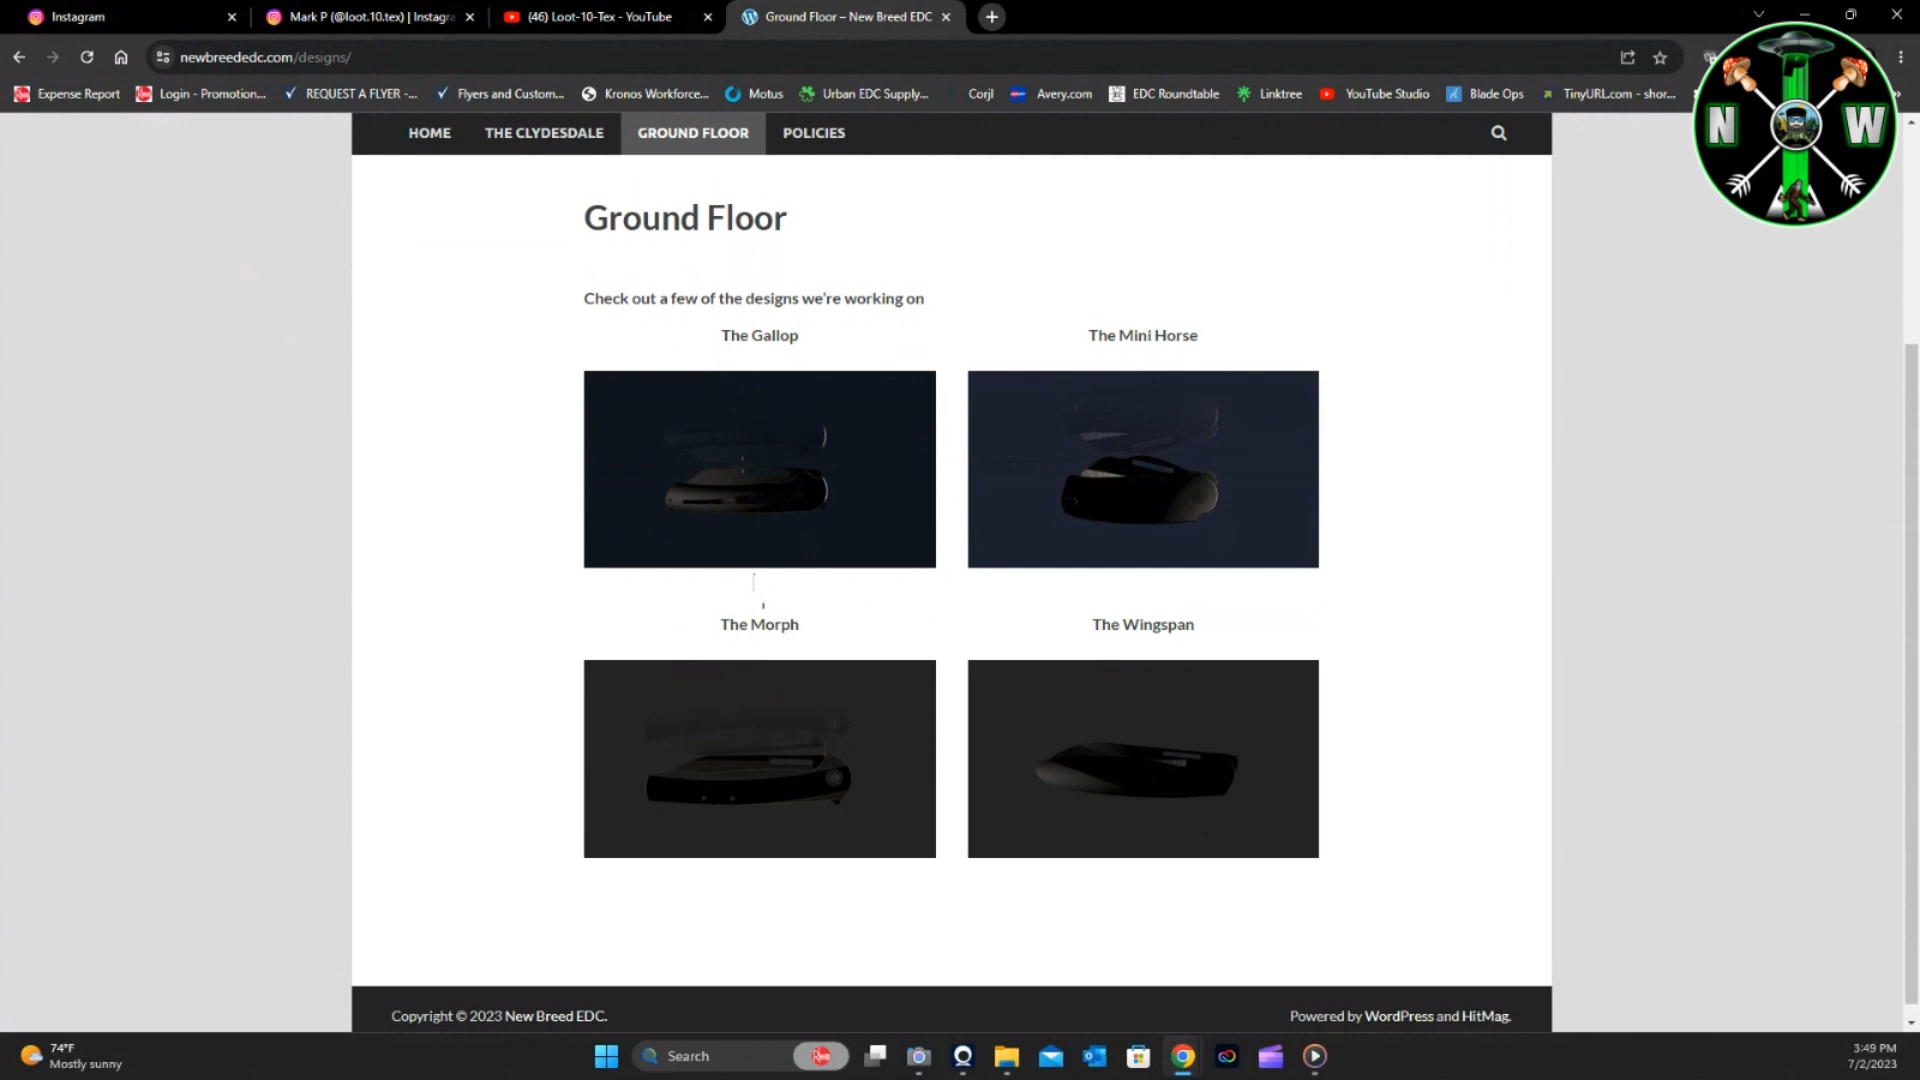 Instagram
Mark P (@loot.10.tex) | Instagra
(46) Loot-10-Tex - YouTube
Ground Floor – New Breed EDC
newbreededc.com/designs/
Expense Report
Login - Promotion...
REQUEST A FLYER -...
Flyers and Custom...
Kronos Workforce...
Motus
Urban EDC Supply...
Corjl
Avery.com
EDC Roundtable
Linktree
YouTube Studio
Blade Ops
TinyURL.com - shor...
N W
HOME
THE CLYDESDALE
GROUND FLOOR
POLICIES
Ground Floor
Check out a few of the designs we're working on
The Gallop
The Mini Horse
The Morph
The Wingspan
Copyright © 2023 New Breed EDC.
Powered by WordPress and HitMag.
74°F
Mostly sunny
Search
3:49 PM
7/2/2023